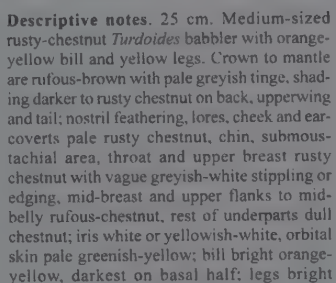 Descriptive notes. 25 cm. Medium-sized
rusty-chestnut Turdoides babbler with orange-
yellow bill and yellow legs. Crown to mantle
are rufous-brown with pale greyish tinge, shad-
ing darker to rusty chestnut on back, upperwing
and tail; nostril feathering, lores, cheek and ear-
coverts pale rusty chestnut, chin, submous-
tachial area, throat and upper breast rusty
chestnut with vague greyish-white stippling or
edging, mid-breast and upper flanks to mid-
belly rufous-chestnut, rest of underparts dull
chestnut; iris white or yellowish-white, orbital
skin pale greenish-yellow; bill bright orange-
yellow, darkest on basal half; legs bright